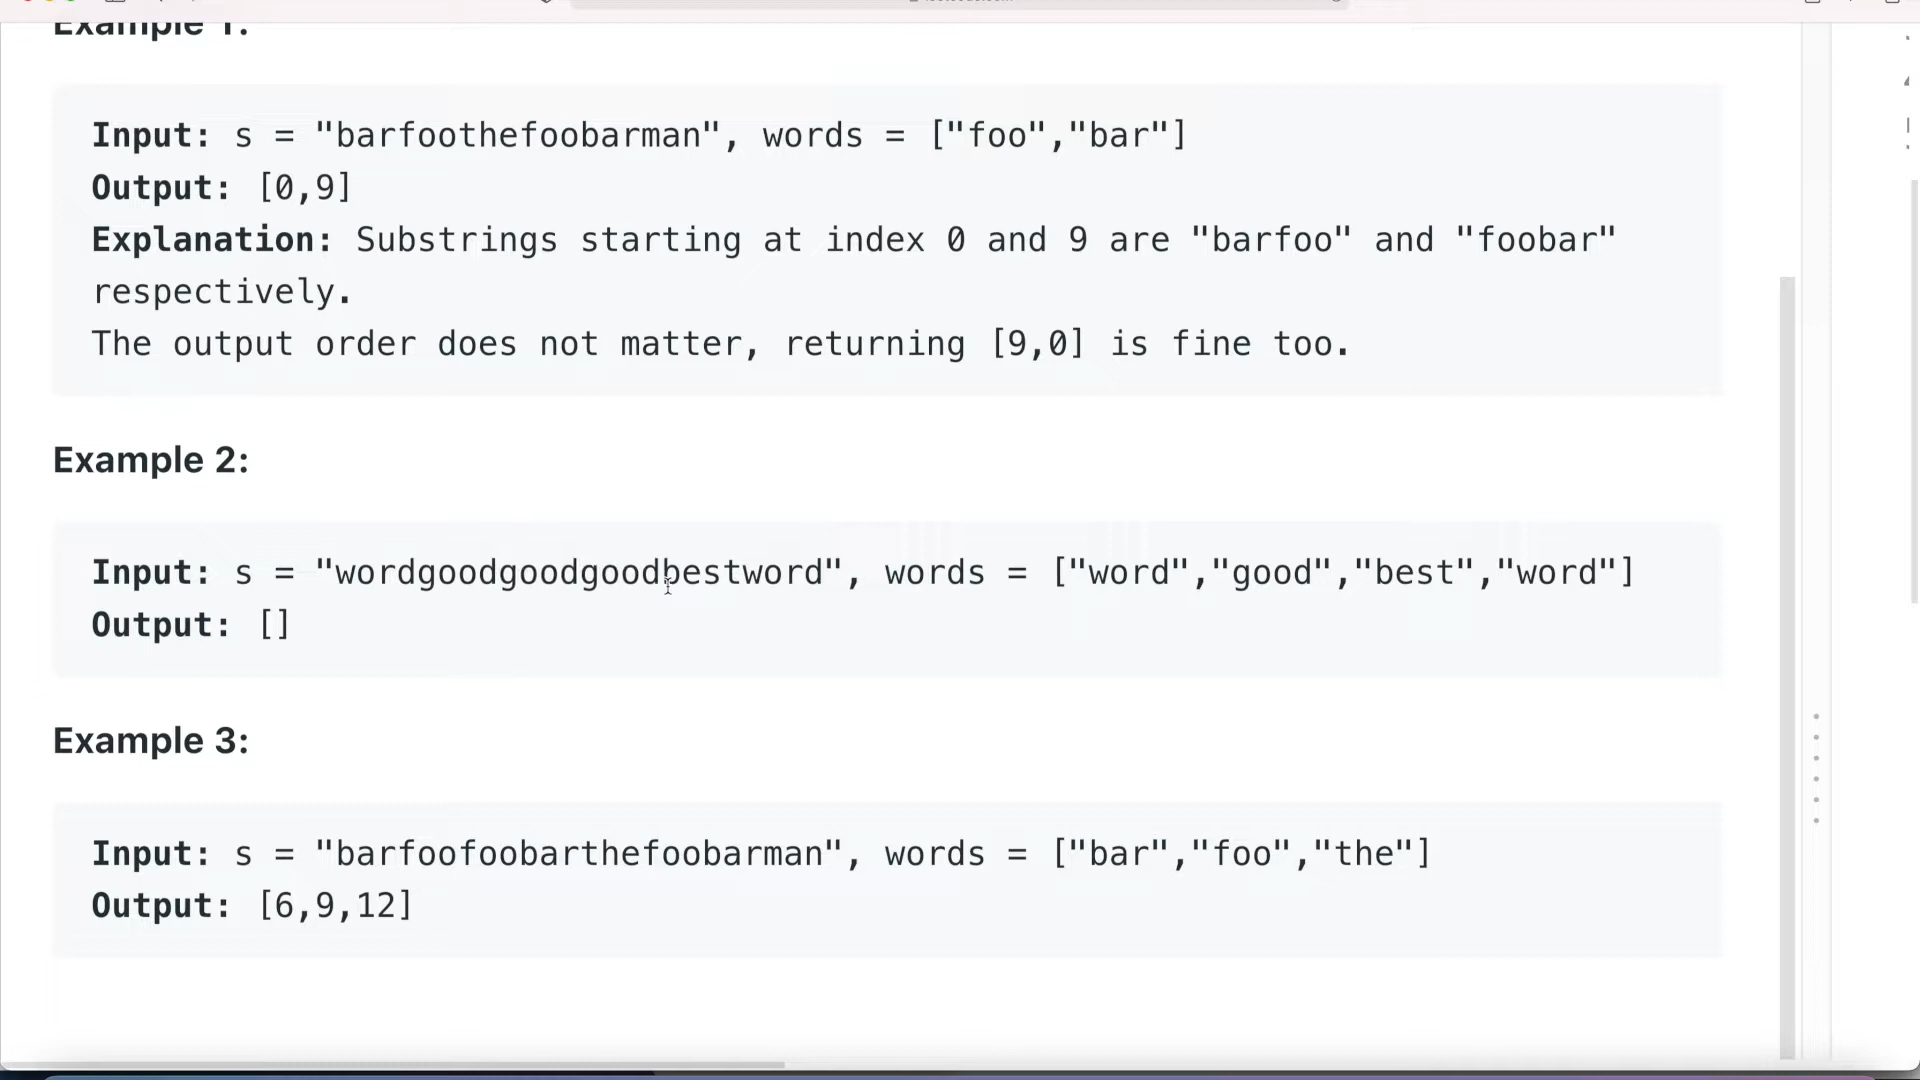 Example 1:
Input: s = "barfoothefoobarman", words = ["foo","bar"]
Output: [0,9]
Explanation: Substrings starting at index 0 and 9 are "barfoo" and "foobar"
respectively.
The output order does not matter, returning [9,0] is fine too.
Example 2:
Input: s = "wordgoodgoodgoodbestword", words = ["word","good","best","word"]
Output: []
Example 3:
Input: s = "barfoofoobarthefoobarman", words = ["bar","foo","the"]
Output: [6,9,12]